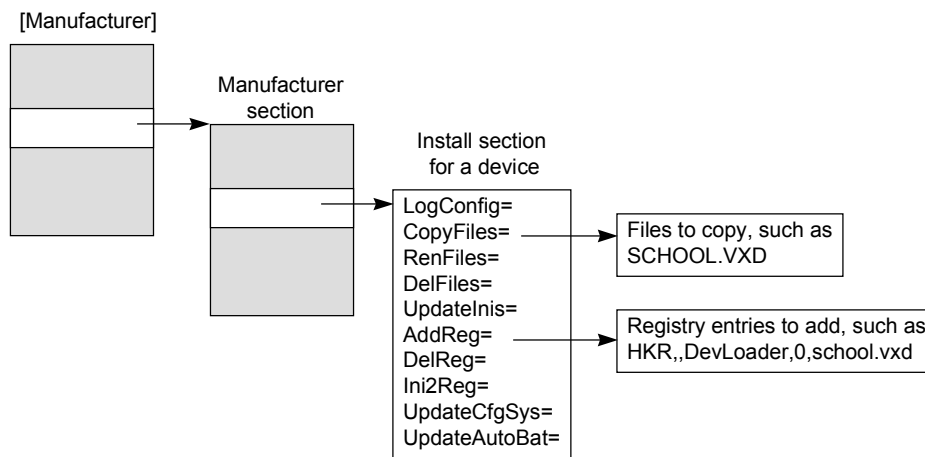 [Manufacturer]
Manufacturer
section
Install section
for a device
LogConfig=
CopyFiles=
RenFiles=
DelFiles=
UpdateInis=
AddReg=
DelReg=
Ini2Reg=
UpdateCfgSys=
UpdateAutoBat=
Files to copy, such as
SCHOOL.VXD
Registry entries to add, such as
HKR,,DevLoader,0,school.vxd